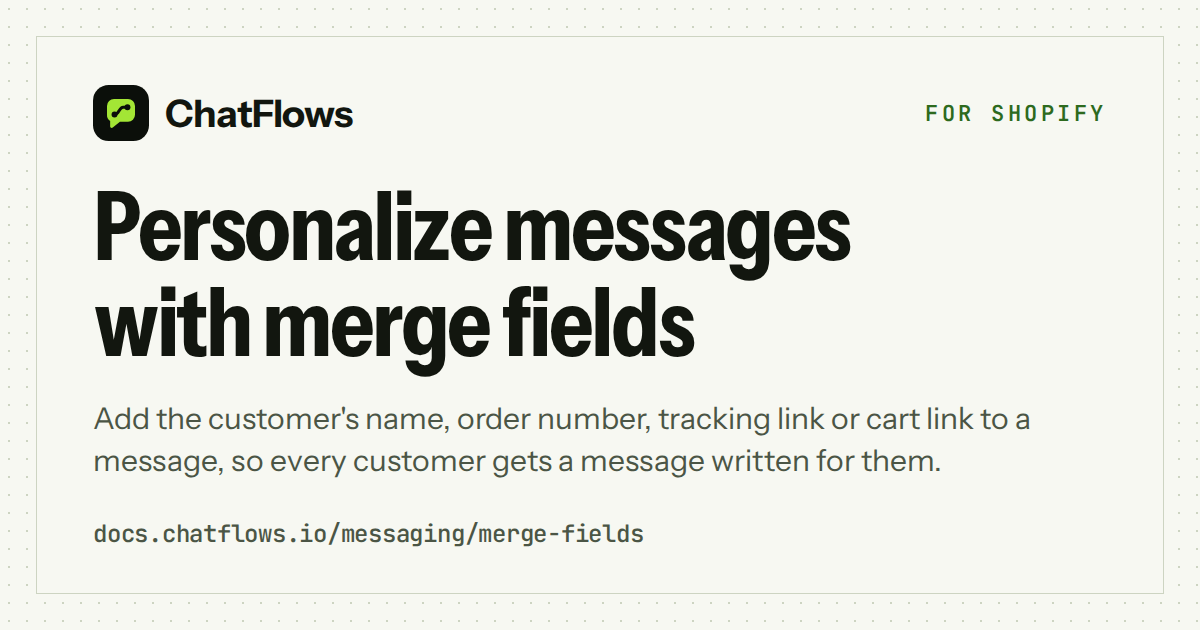 ChatFlows
FOR SHOPIFY
Personalize messages
with merge fields
Add the customer's name, order number, tracking link or cart link to a
message, so every customer gets a message written for them.
docs.chatflows.io/messaging/merge-fields